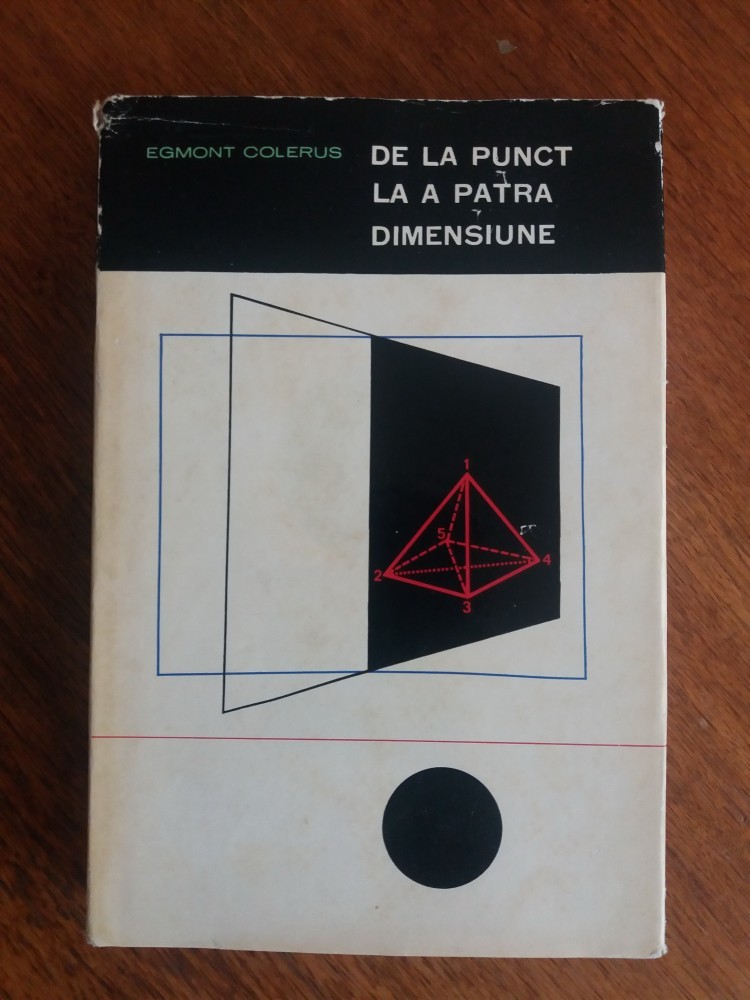 EGMONT COLERUS
DE LA PUNCT
LA A PATRA
DIMENSIUNE
1
5
4
2
3